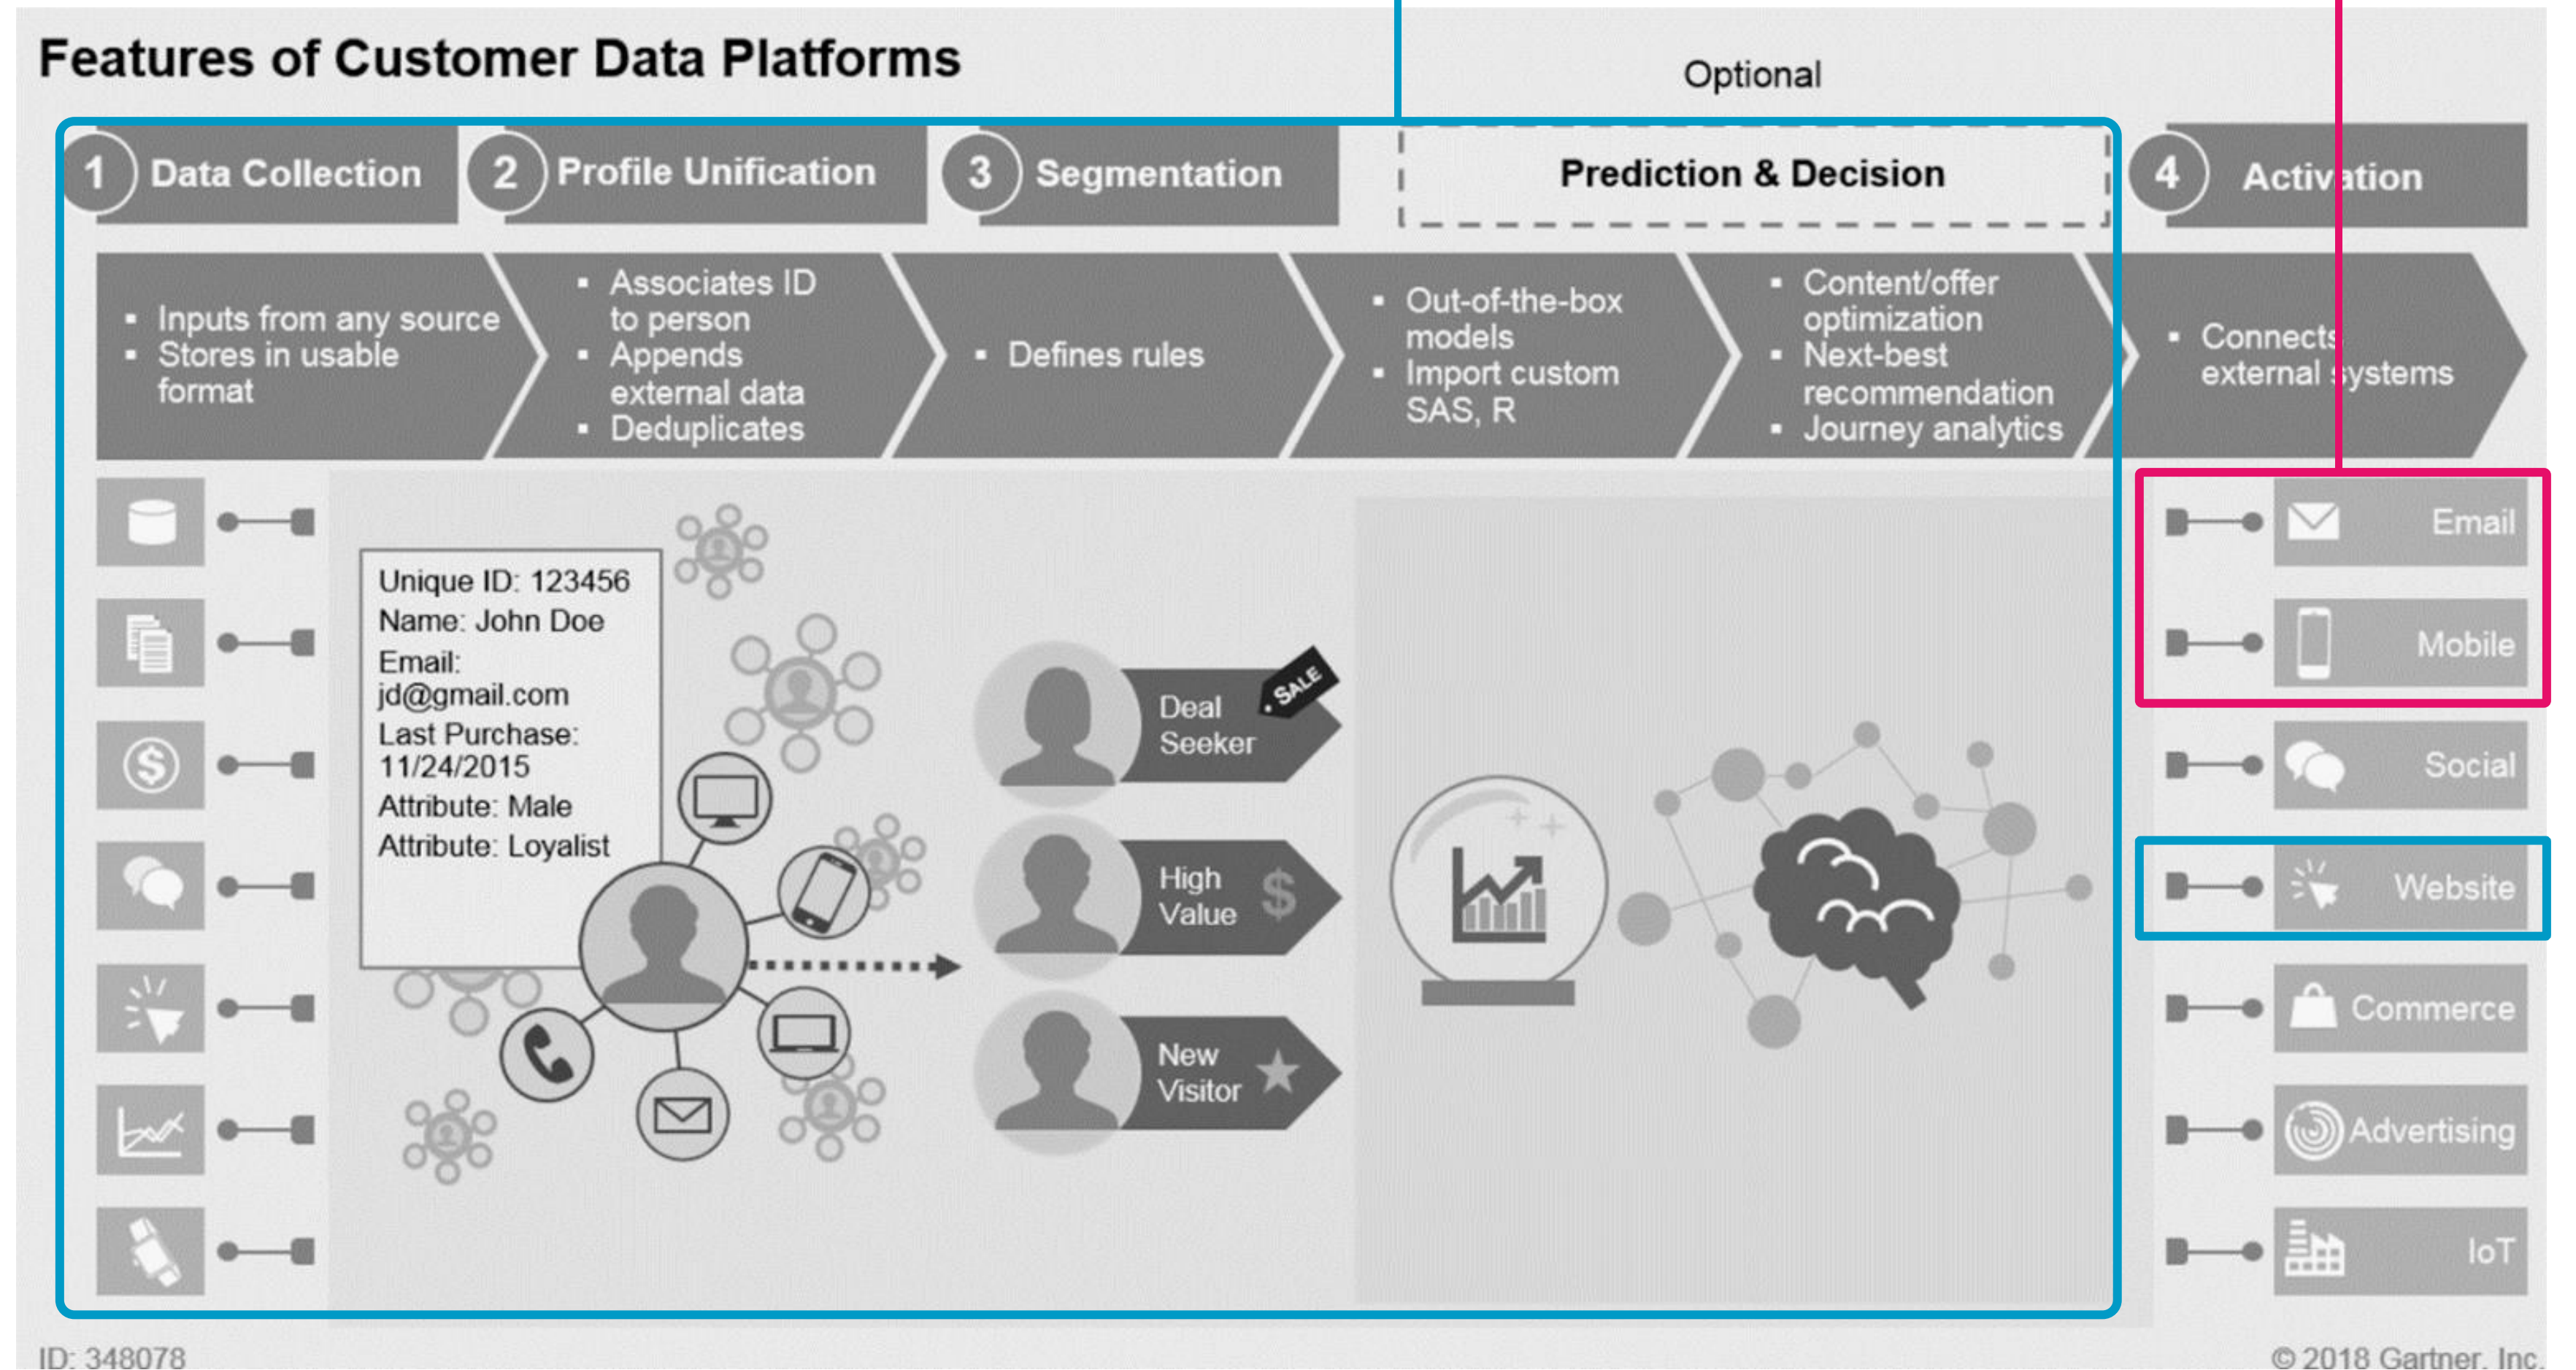 Features of Customer Data Platforms
Optional
1 Data Collection
2 Profile Unification
3 Segmentation
Prediction & Decision
4 Activation
▪ Inputs from any source
▪ Stores in usable
format
▪ Associates ID
to person
▪ Appends
external data
▪ Deduplicates
▪ Defines rules
▪ Out-of-the-box
models
▪ Import custom
SAS, R
▪ Content/offer
optimization
▪ Next-best
recommendation
▪ Journey analytics
▪ Connects
external systems
Unique ID: 123456
Name: John Doe
Email:
jd@gmail.com
Last Purchase:
11/24/2015
Attribute: Male
Attribute: Loyalist
Deal
Seeker
SALE
High
Value
$
New
Visitor
$
Email
Mobile
Social
Website
Commerce
Advertising
IoT
ID: 348078
© 2018 Gartner, Inc.